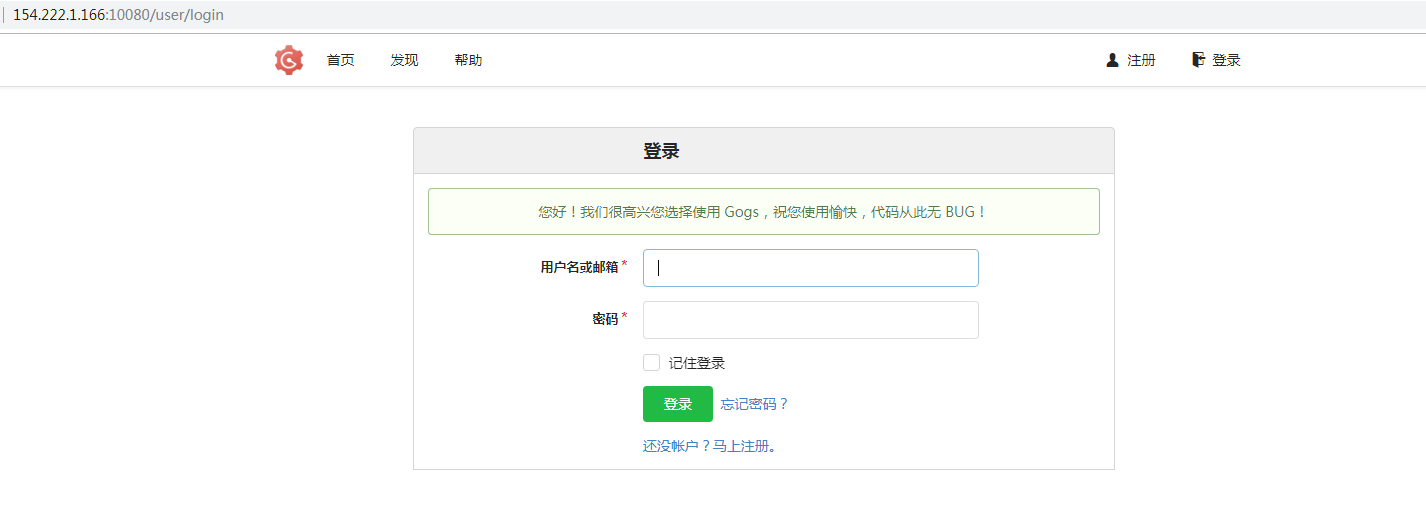 154.222.1.166:10080/user/login
首页 发现 帮助 注册 登录
登录
您好！我们很高兴您选择使用 Gogs，祝您使用愉快，代码从此无 BUG！
用户名或邮箱 *
密码 *
记住登录
登录 忘记密码？
还没帐户？马上注册。